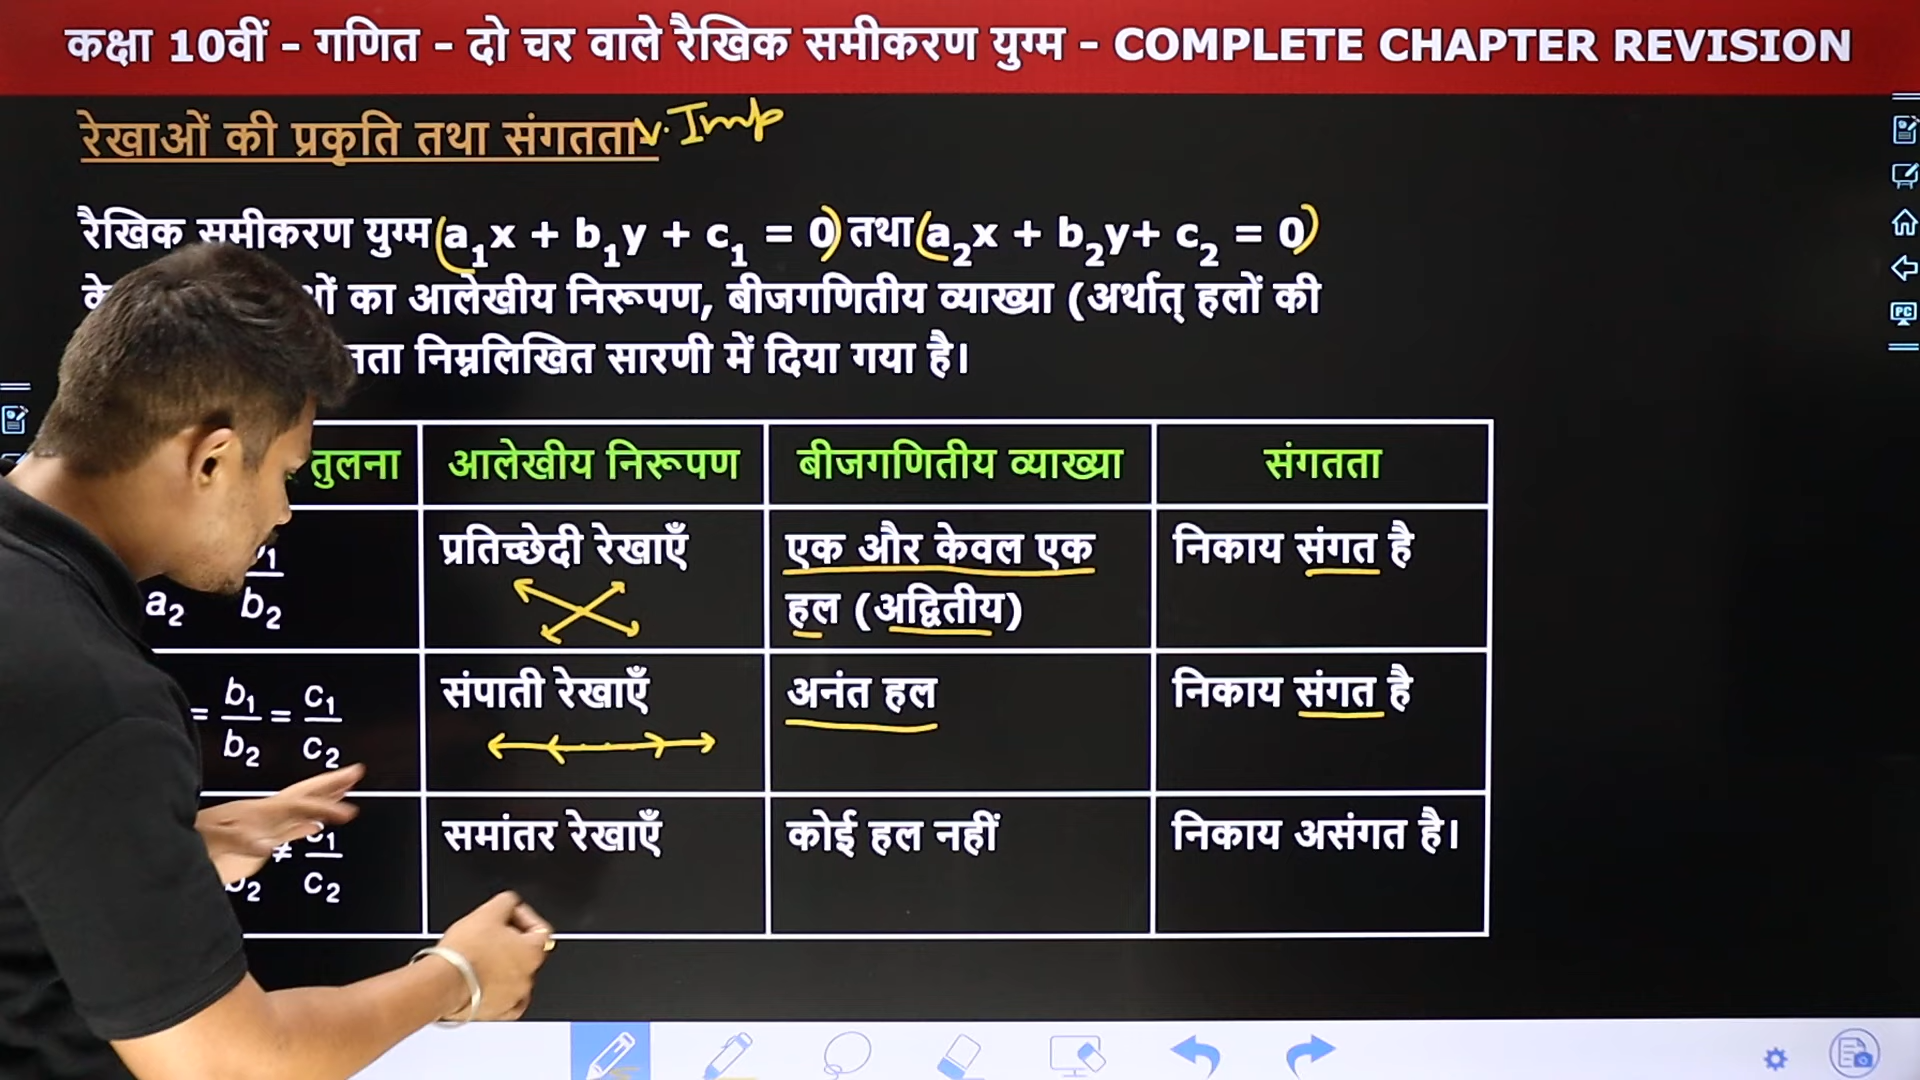 कक्षा 10वीं - गणित - दो चर वाले रैखिक समीकरण युग्म - COMPLETE CHAPTER REVISION
रेखाओं की प्रकृति तथा संगतता v. Imp
रैखिक समीकरण युग्म (a₁x + b₁y + c₁ = 0) तथा (a₂x + b₂y+ c₂ = 0)
का आलेखीय निरूपण, बीजगणितीय व्याख्या (अर्थात् हलों की
निम्नलिखित सारणी में दिया गया है।
तुलना आलेखीय निरूपण बीजगणितीय व्याख्या संगतता
प्रतिच्छेदी रेखाएँ एक और केवल एक निकाय संगत है
a₂ b₂ हल (अद्वितीय)
= b₁/b₂ = c₁/c₂ संपाती रेखाएँ अनंत हल निकाय संगत है
≠ c₁/c₂ समांतर रेखाएँ कोई हल नहीं निकाय असंगत है।
PC